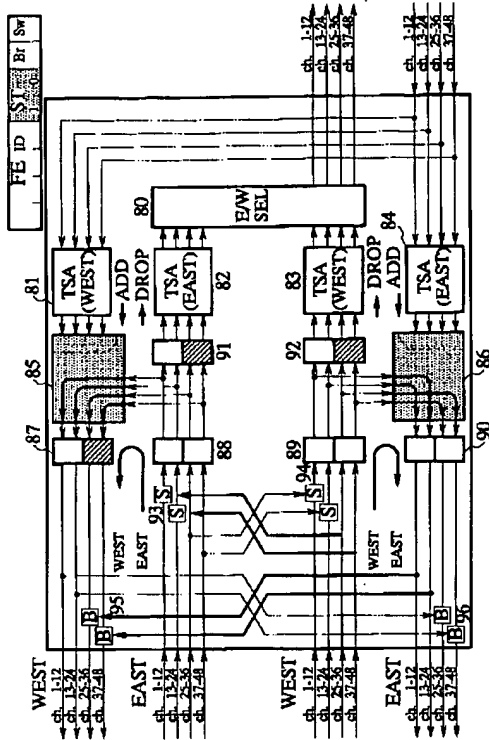 FE ID ST Br Sw
ch. 1-12
ch. 13-24
ch. 25-36
ch. 37-48
ch. 1-12
ch. 13-24
ch. 25-36
ch. 37-48
80
E/W
SEL
81
TSA
(WEST)
ADD
DROP
TSA
(EAST)
82
83
TSA
(WEST)
DROP
ADD
84
TSA
(EAST)
85
91
92
86
87
88
89
90
WEST
EAST
93
S
S
94
S
S
WEST
EAST
B
95
B
B
96
B
WEST
ch. 1-12
ch. 13-24
ch. 25-36
ch. 37-48
EAST
ch. 1-12
ch. 13-24
ch. 25-36
ch. 37-48
WEST
ch. 1-12
ch. 13-24
ch. 25-36
ch. 37-48
EAST
ch. 1-12
ch. 13-24
ch. 25-36
ch. 37-48